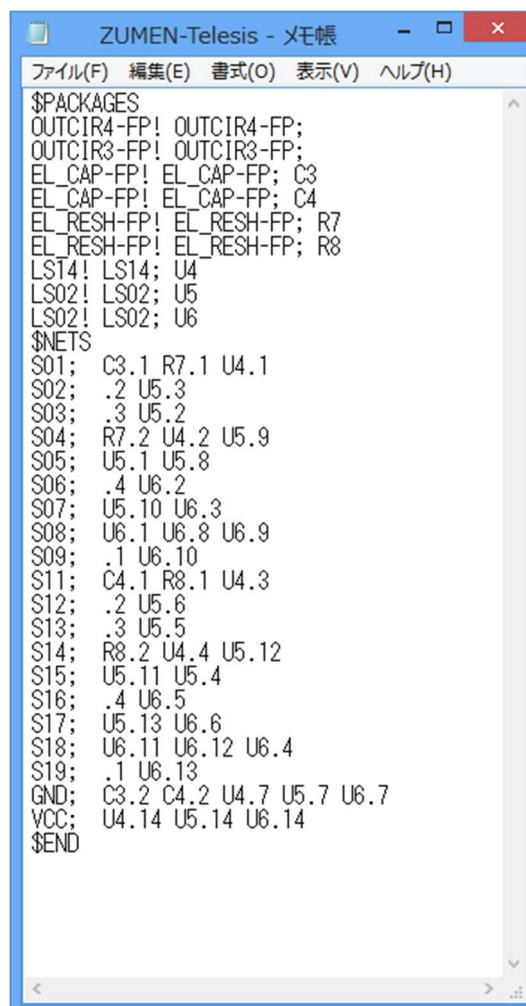 ZUMEN-Telesis - メモ帳
ファイル(F) 編集(E) 書式(O) 表示(V) ヘルプ(H)
$PACKAGES
OUTCIR4-FP! OUTCIR4-FP;
OUTCIR3-FP! OUTCIR3-FP;
EL_CAP-FP! EL_CAP-FP; C3
EL_CAP-FP! EL_CAP-FP; C4
EL_RESH-FP! EL_RESH-FP; R7
EL_RESH-FP! EL_RESH-FP; R8
LS14! LS14; U4
LS02! LS02; U5
LS02! LS02; U6
$NETS
S01; C3.1 R7.1 U4.1
S02; .2 U5.3
S03; .3 U5.2
S04; R7.2 U4.2 U5.9
S05; U5.1 U5.8
S06; .4 U6.2
S07; U5.10 U6.3
S08; U6.1 U6.8 U6.9
S09; .1 U6.10
S11; C4.1 R8.1 U4.3
S12; .2 U5.6
S13; .3 U5.5
S14; R8.2 U4.4 U5.12
S15; U5.11 U5.4
S16; .4 U6.5
S17; U5.13 U6.6
S18; U6.11 U6.12 U6.4
S19; .1 U6.13
GND; C3.2 C4.2 U4.7 U5.7 U6.7
VCC; U4.14 U5.14 U6.14
$END